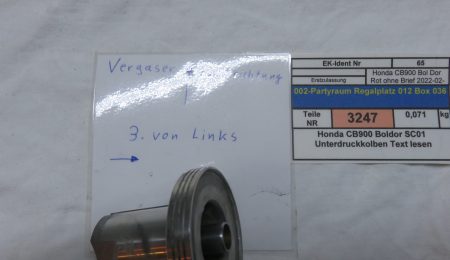 Vergaser
3. von Links
EK-Ident Nr 65
Erstzulassung Honda CB900 Bol Dor
Rot ohne Brief 2022-02-
002-Partyraum Regalplatz 012 Box 036
Teile NR 3247 0,071 kg
Honda CB900 Boldor SC01
Unterdruckkolben Text lesen